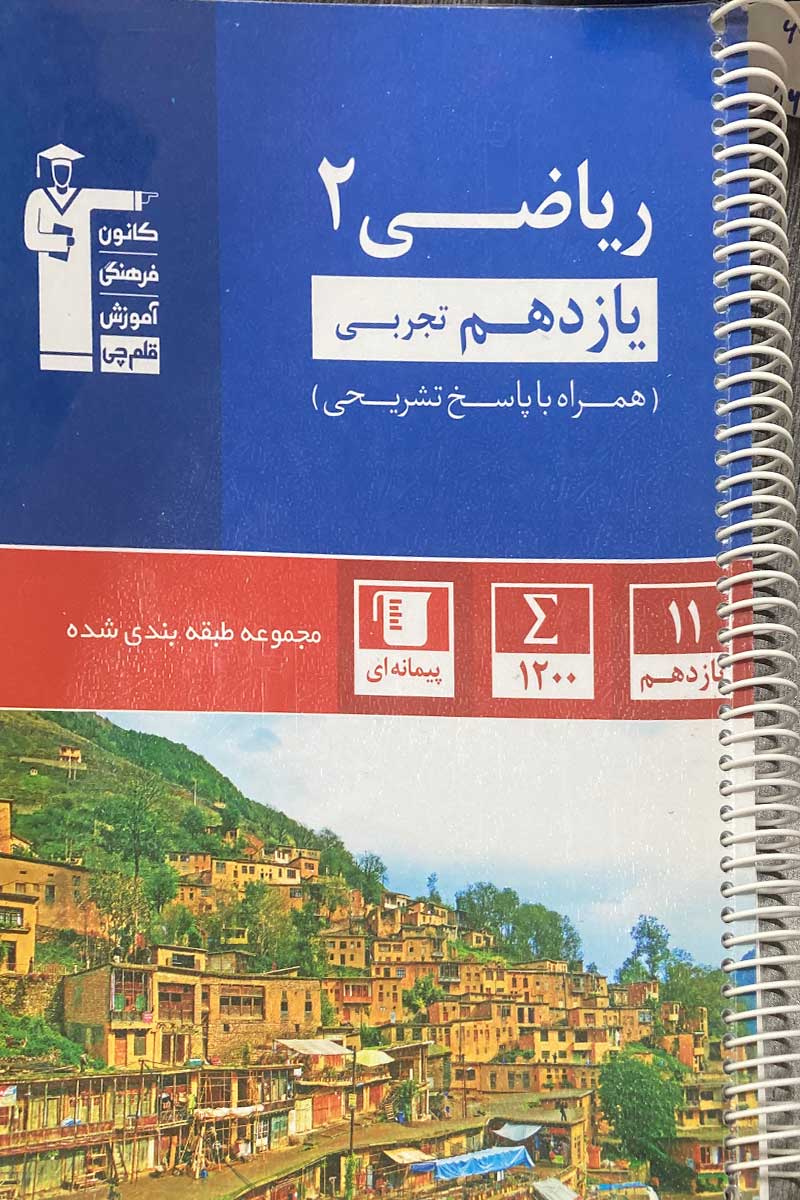 ریاضی ۲
یازدهم تجربی
(همراه با پاسخ تشریحی)
کانون
فرهنگی
آموزش
قلم‌چی
۱۱
یازدهم
Σ
۱۲۰۰
پیمانه‌ای
مجموعه طبقه بندی شده